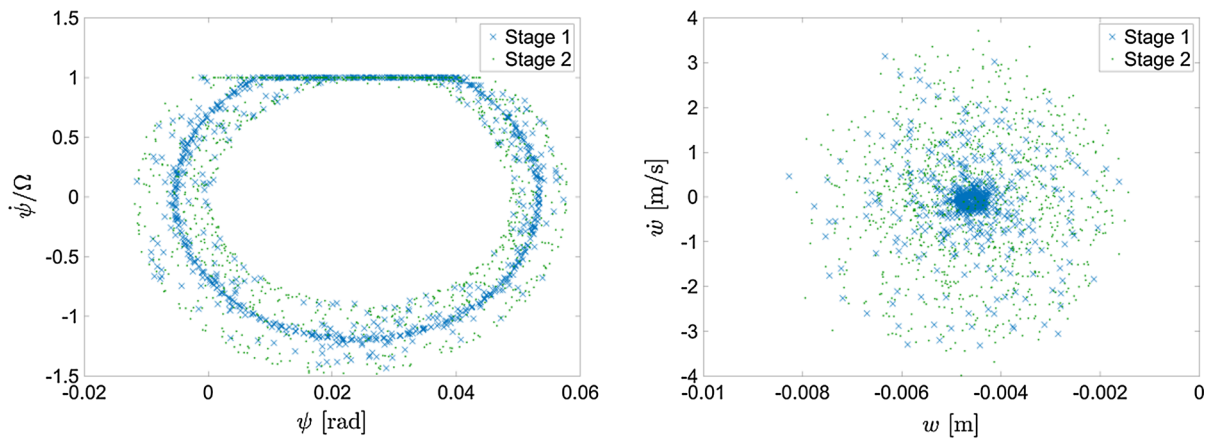 1.5
1
0.5
0
-0.5
-1
-1.5
-0.02 0 0.02 0.04 0.06
ψ [rad]
ψ̇/Ω
Stage 1
Stage 2
4
3
2
1
0
-1
-2
-3
-4
-0.01 -0.008 -0.006 -0.004 -0.002 0
w [m]
ẇ [m/s]
Stage 1
Stage 2